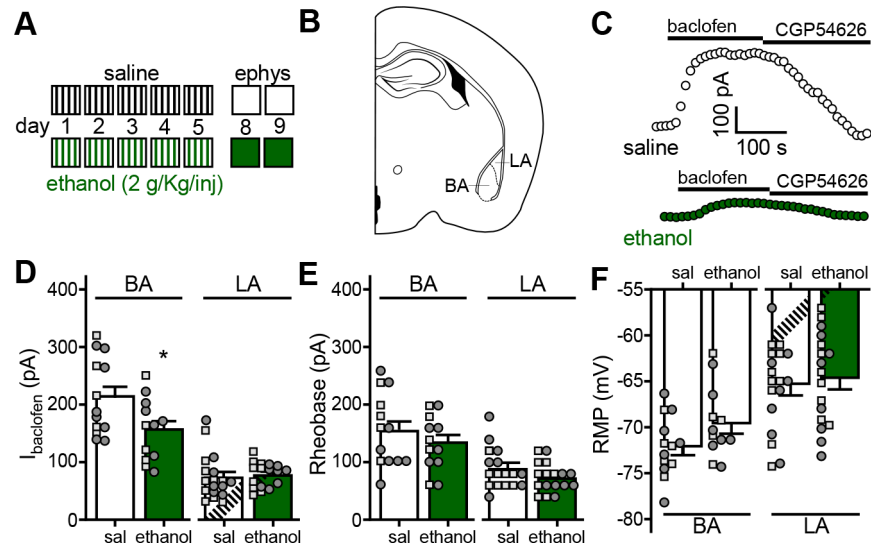 A
saline
ephys
day 1 2 3 4 5 8 9
ethanol (2 g/Kg/inj)
B
LA
BA
C
baclofen
CGP54626
100 pA
100 s
saline
baclofen
CGP54626
ethanol
D
BA
LA
Ibaclofen (pA)
400
300
200
100
0
*
sal
ethanol
sal
ethanol
E
BA
LA
Rheobase (pA)
400
300
200
100
0
sal
ethanol
sal
ethanol
F
sal
ethanol
sal
ethanol
RMP (mV)
-55
-60
-65
-70
-75
-80
BA
LA